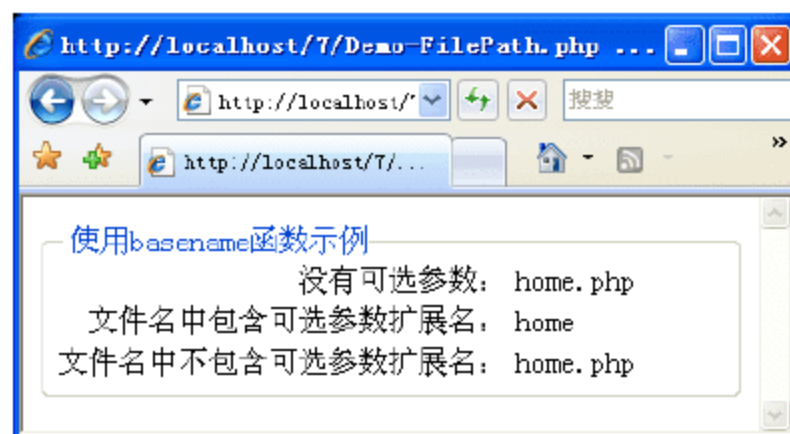 http://localhost/7/Demo-FilePath.php ...
http://localhost/
搜搜
http://localhost/7/...
使用basename函数示例
没有可选参数： home.php
文件名中包含可选参数扩展名： home
文件名中不包含可选参数扩展名： home.php